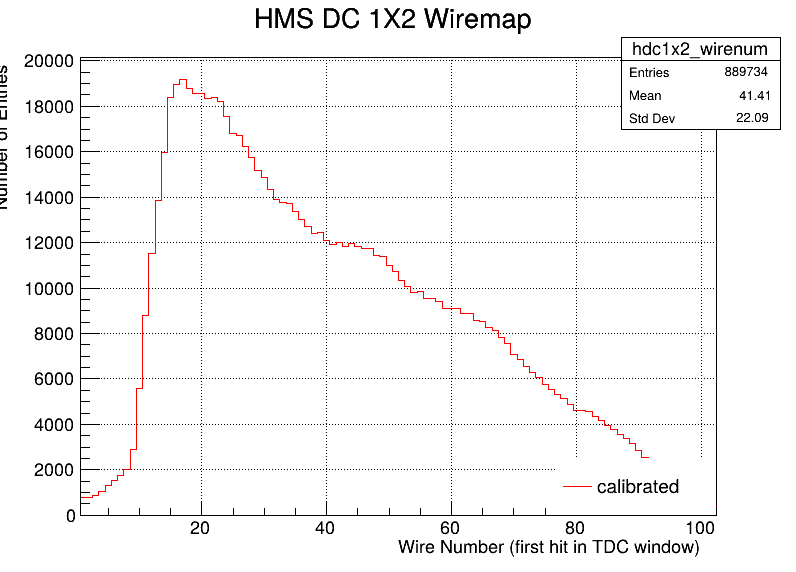 HMS DC 1X2 Wiremap
hdc1x2_wirenum
Entries 889734
Mean 41.41
Std Dev 22.09
Number of Entries
20000
18000
16000
14000
12000
10000
8000
6000
4000
2000
0
20 40 60 80 100
calibrated
Wire Number (first hit in TDC window)